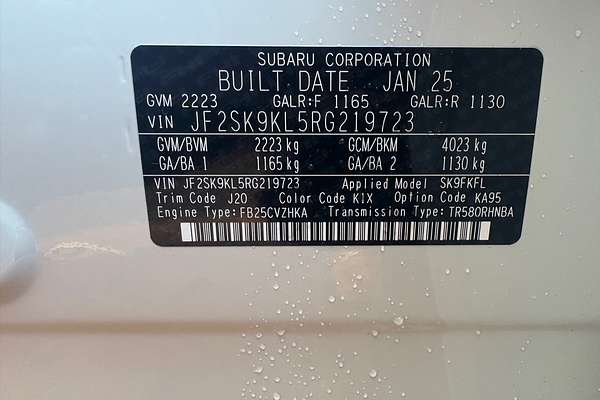 SUBARU CORPORATION
BUILT DATE JAN 25
GVM 2223 GALR:F 1165 GALR:R 1130
VIN JF2SK9KL5RG219723
GVM/BVM 2223 kg GCM/BKM 4023 kg
GA/BA 1 1165 kg GA/BA 2 1130 kg
VIN JF2SK9KL5RG219723 Applied Model SK9FKFL
Trim Code J20 Color Code K1X Option Code KA95
Engine Type:FB25CVZHKA Transmission Type:TR580RHNBA